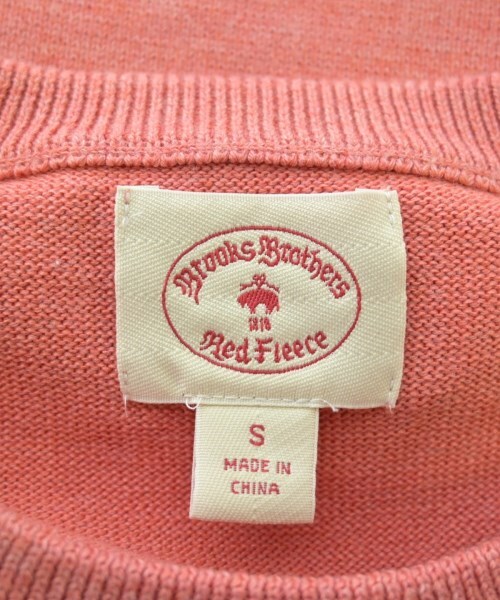 Brooks Brothers
1818
Red Fleece
S
MADE IN
CHINA